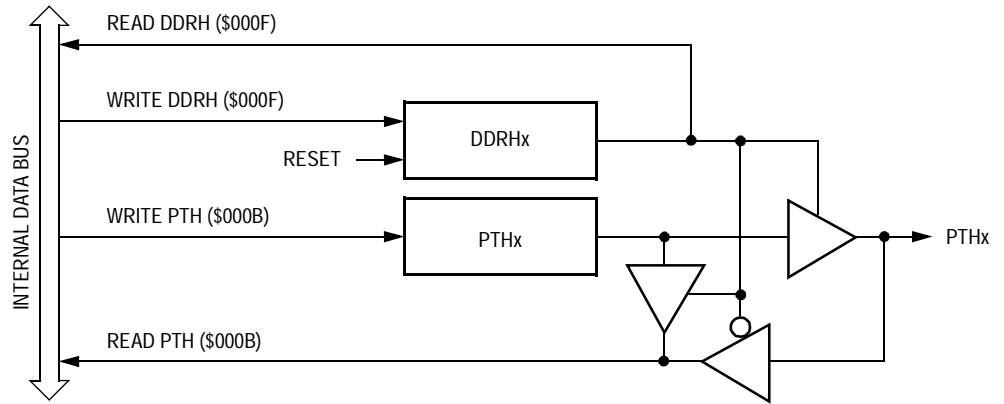 READ DDRH ($000F)
WRITE DDRH ($000F)
DDRHx
RESET
WRITE PTH ($000B)
PTHx
PTHx
READ PTH ($000B)
INTERNAL DATA BUS